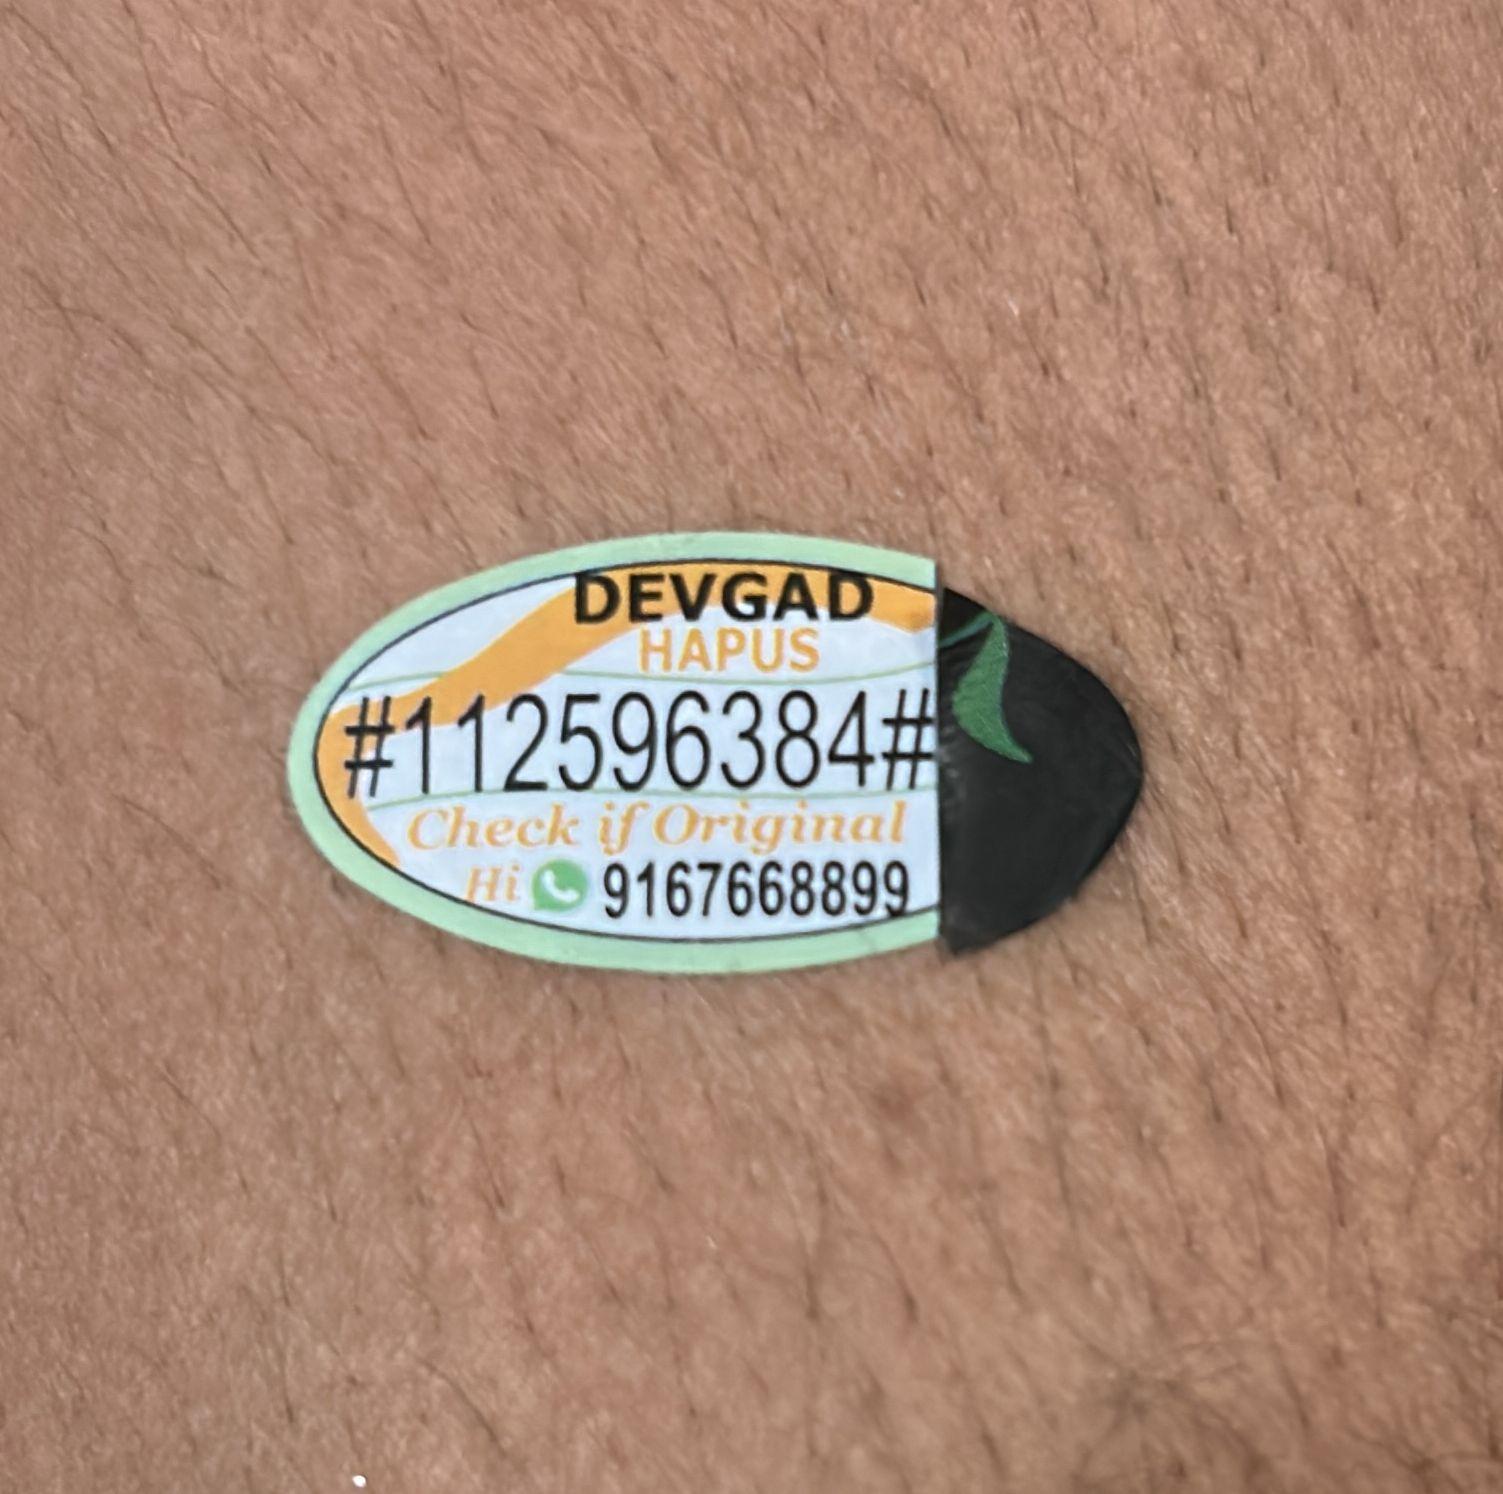 DEVGAD
HAPUS
#112596384#
Check if Original
Hi 9167668899